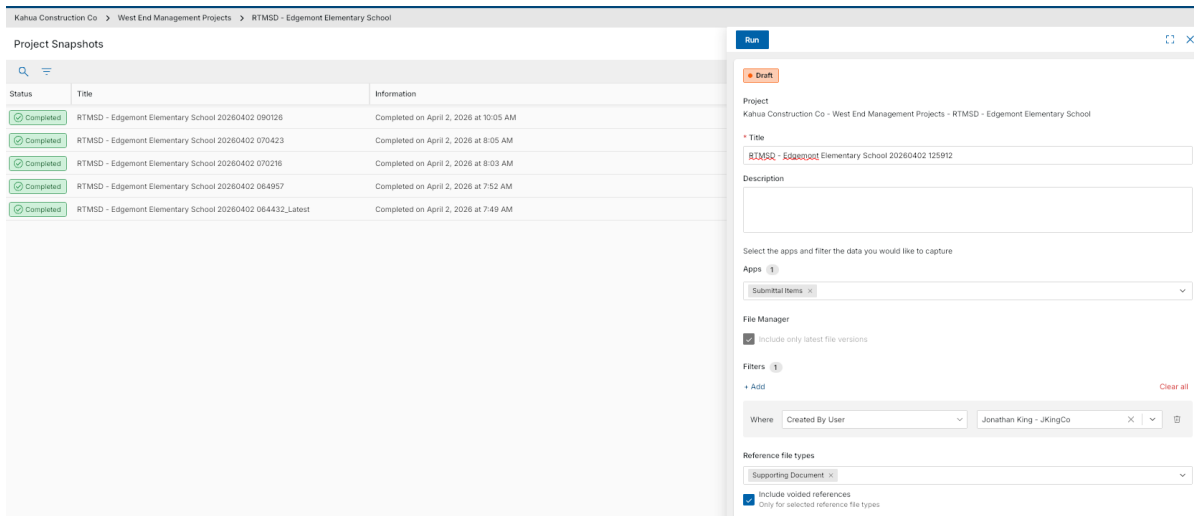 Kahua Construction Co > West End Management Projects > RTMSD - Edgemont Elementary School
Project Snapshots
Status Title Information
Completed RTMSD - Edgemont Elementary School 20260402 090126 Completed on April 2, 2026 at 10:05 AM
Completed RTMSD - Edgemont Elementary School 20260402 070423 Completed on April 2, 2026 at 8:05 AM
Completed RTMSD - Edgemont Elementary School 20260402 070216 Completed on April 2, 2026 at 8:03 AM
Completed RTMSD - Edgemont Elementary School 20260402 064957 Completed on April 2, 2026 at 7:52 AM
Completed RTMSD - Edgemont Elementary School 20260402 064432_Latest Completed on April 2, 2026 at 7:49 AM
Run
Draft
Project
Kahua Construction Co - West End Management Projects - RTMSD - Edgemont Elementary School
* Title
RTMSD - Edgemont Elementary School 20260402 125912
Description
Select the apps and filter the data you would like to capture
Apps 1
Submittal Items ×
File Manager
Include only latest file versions
Filters 1
+ Add Clear all
Where Created By User Jonathan King - JKingCo
Reference file types
Supporting Document ×
Include voided references
Only for selected reference file types